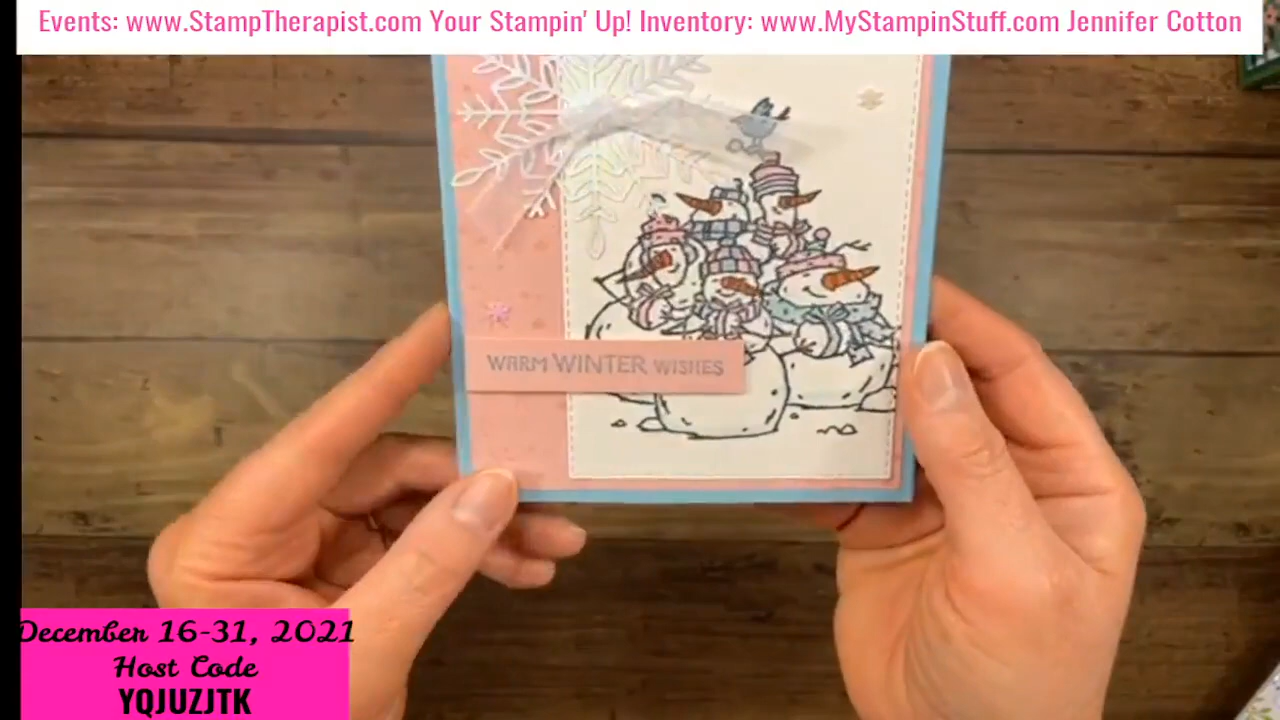 Events: www.StampTherapist.com Your Stampin' Up! Inventory: www.MyStampinStuff.com Jennifer Cotton
WARM WINTER WISHES
December 16-31, 2021
Host Code
YQJUZJTK